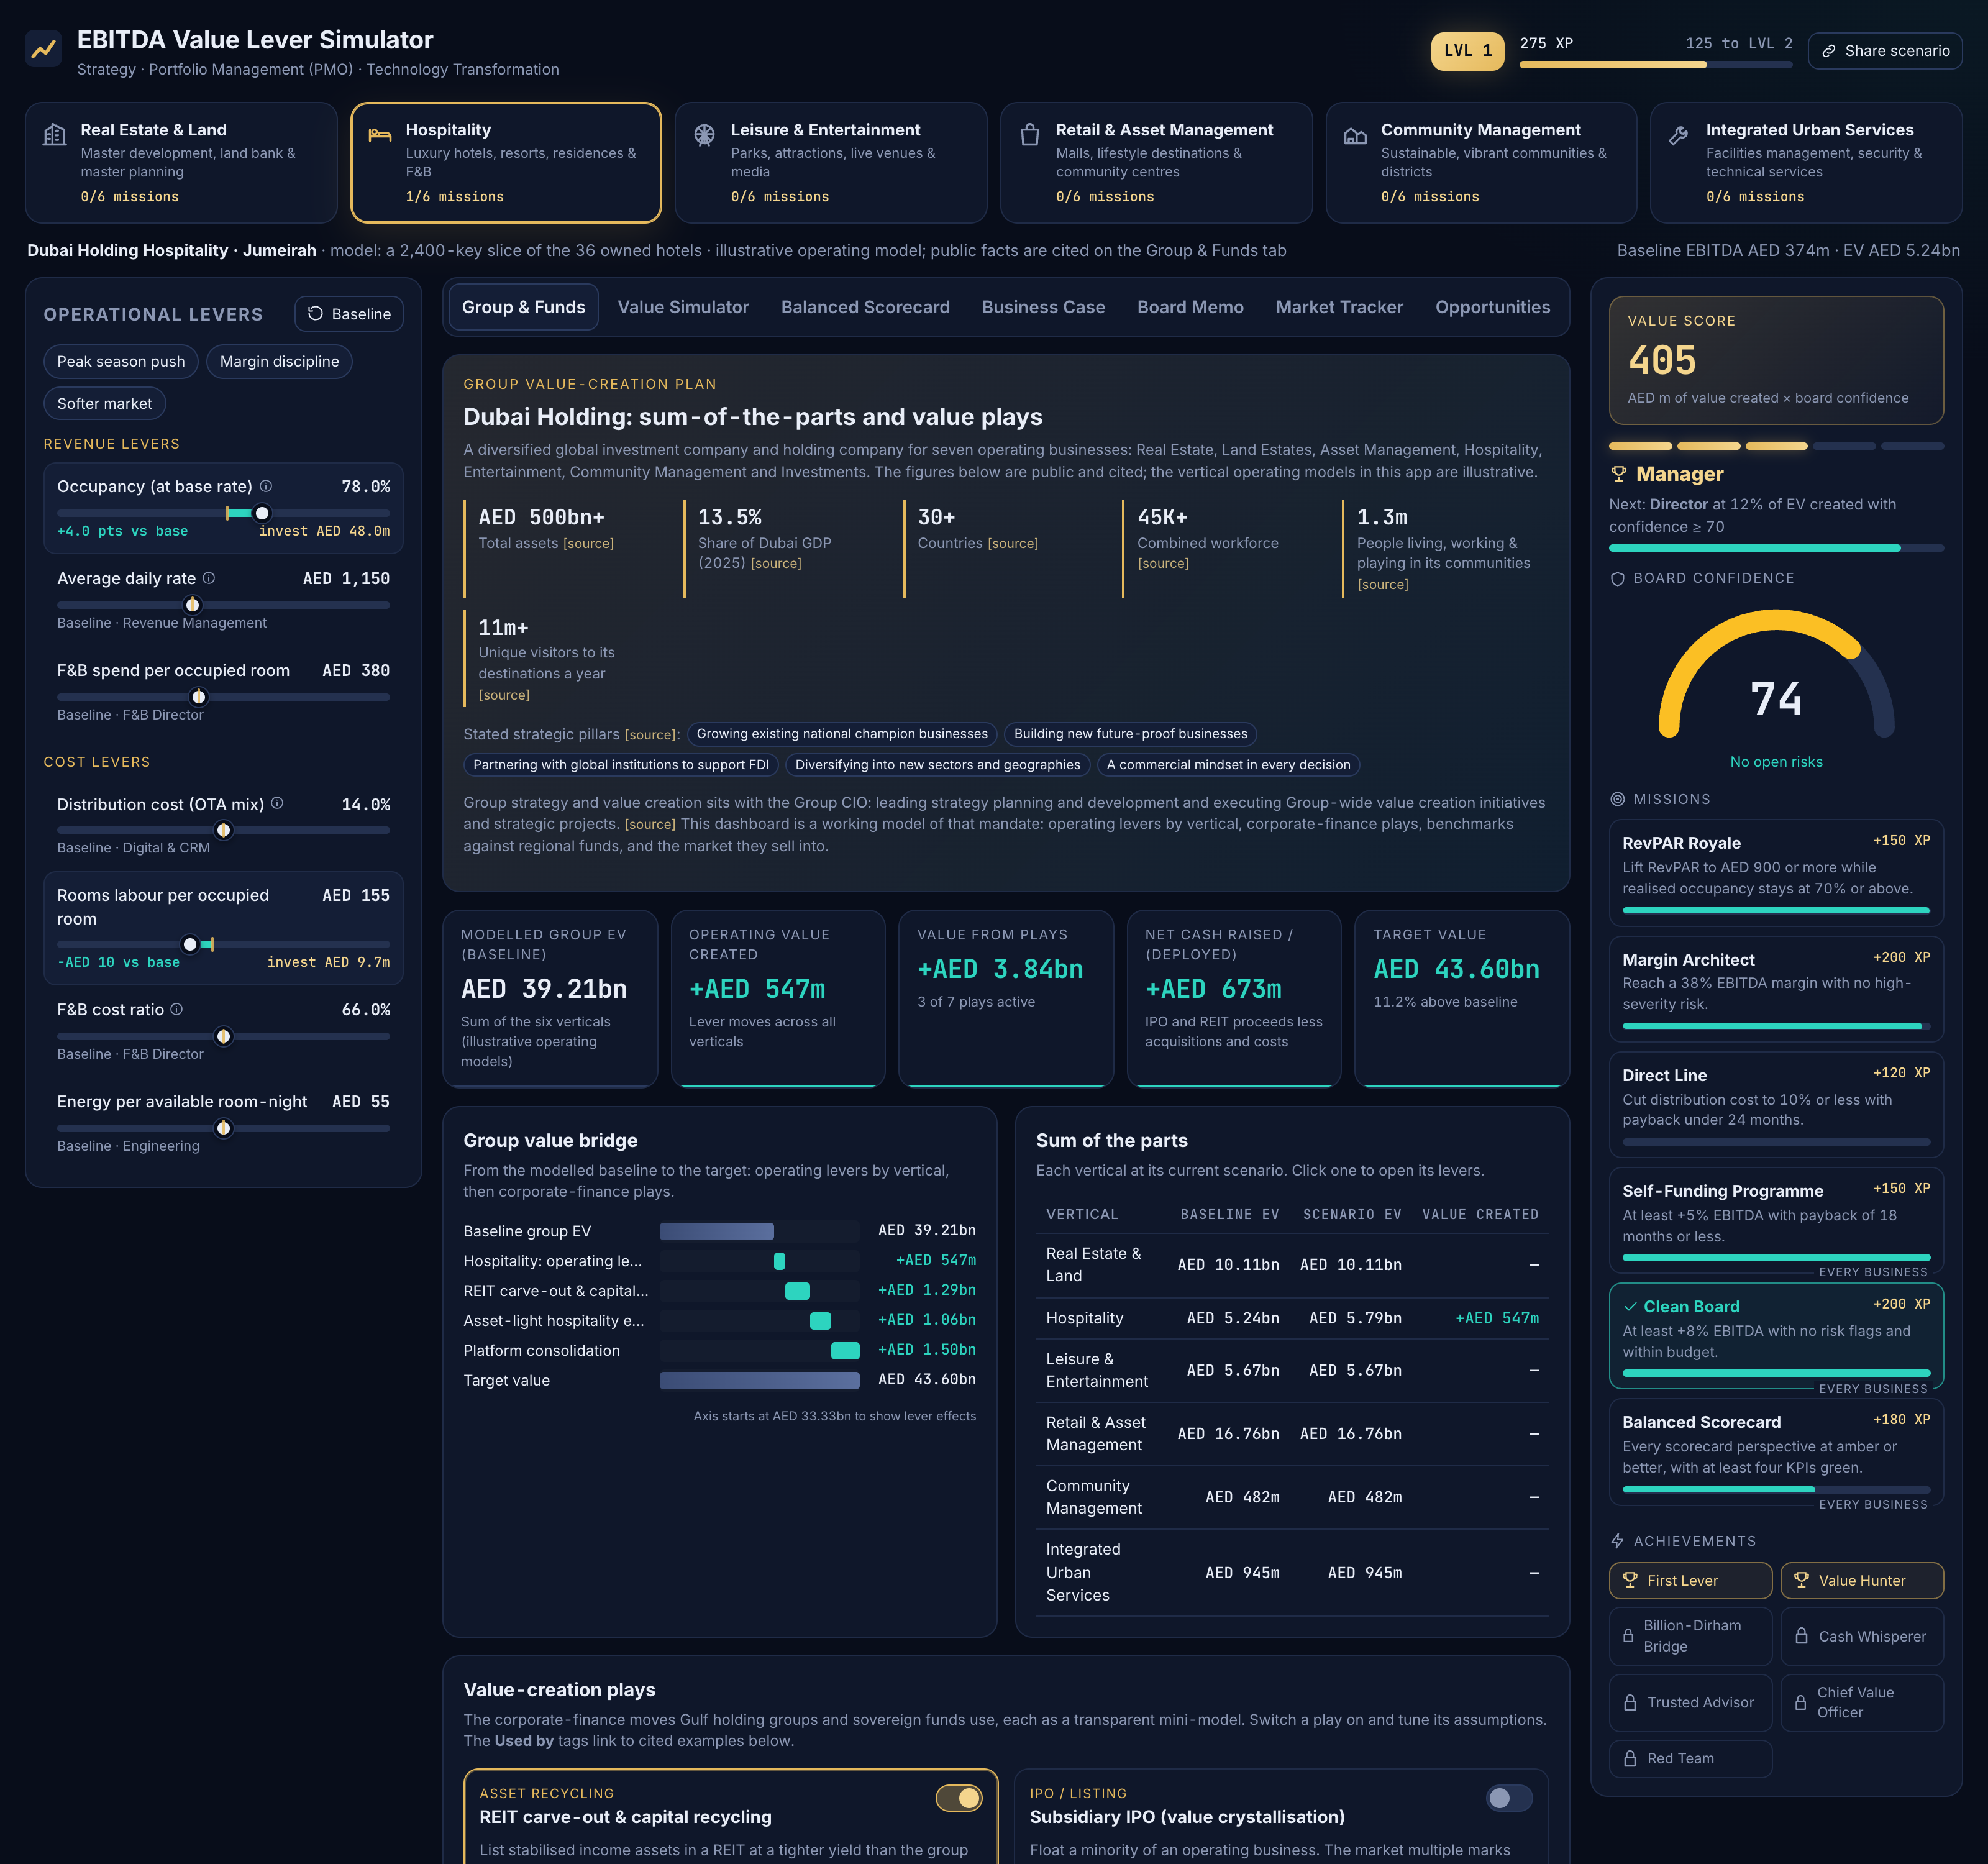 EBITDA Value Lever Simulator
Strategy · Portfolio Management (PMO) · Technology Transformation
LVL 1
275 XP
125 to LVL 2
Share scenario
Real Estate & Land
Master development, land bank &
master planning
0/6 missions
Hospitality
Luxury hotels, resorts, residences &
F&B
1/6 missions
Leisure & Entertainment
Parks, attractions, live venues &
media
0/6 missions
Retail & Asset Management
Malls, lifestyle destinations &
community centres
0/6 missions
Community Management
Sustainable, vibrant communities &
districts
0/6 missions
Integrated Urban Services
Facilities management, security &
technical services
0/6 missions
Dubai Holding Hospitality · Jumeirah · model: a 2,400-key slice of the 36 owned hotels · illustrative operating model; public facts are cited on the Group & Funds tab
Baseline EBITDA AED 374m · EV AED 5.24bn
OPERATIONAL LEVERS
Baseline
Peak season push
Margin discipline
Softer market
REVENUE LEVERS
Occupancy (at base rate)
78.0%
+4.0 pts vs base
invest AED 48.0m
Average daily rate
AED 1,150
Baseline · Revenue Management
F&B spend per occupied room
AED 380
Baseline · F&B Director
COST LEVERS
Distribution cost (OTA mix)
14.0%
Baseline · Digital & CRM
Rooms labour per occupied
room
AED 155
-AED 10 vs base
invest AED 9.7m
F&B cost ratio
66.0%
Baseline · F&B Director
Energy per available room-night
AED 55
Baseline · Engineering
Group & Funds
Value Simulator
Balanced Scorecard
Business Case
Board Memo
Market Tracker
Opportunities
GROUP VALUE-CREATION PLAN
Dubai Holding: sum-of-the-parts and value plays
A diversified global investment company and holding company for seven operating businesses: Real Estate, Land Estates, Asset Management, Hospitality,
Entertainment, Community Management and Investments. The figures below are public and cited; the vertical operating models in this app are illustrative.
AED 500bn+
Total assets [source]
13.5%
Share of Dubai GDP
(2025) [source]
30+
Countries [source]
45K+
Combined workforce
[source]
1.3m
People living, working &
playing in its communities
[source]
11m+
Unique visitors to its
destinations a year
[source]
Stated strategic pillars [source]:
Growing existing national champion businesses
Building new future-proof businesses
Partnering with global institutions to support FDI
Diversifying into new sectors and geographies
A commercial mindset in every decision
Group strategy and value creation sits with the Group CIO: leading strategy planning and development and executing Group-wide value creation initiatives
and strategic projects. [source] This dashboard is a working model of that mandate: operating levers by vertical, corporate-finance plays, benchmarks
against regional funds, and the market they sell into.
MODELLED GROUP EV
(BASELINE)
AED 39.21bn
Sum of the six verticals
(illustrative operating
models)
OPERATING VALUE
CREATED
+AED 547m
Lever moves across all
verticals
VALUE FROM PLAYS
+AED 3.84bn
3 of 7 plays active
NET CASH RAISED /
(DEPLOYED)
+AED 673m
IPO and REIT proceeds less
acquisitions and costs
TARGET VALUE
AED 43.60bn
11.2% above baseline
Group value bridge
From the modelled baseline to the target: operating levers by vertical,
then corporate-finance plays.
Baseline group EV
AED 39.21bn
Hospitality: operating le...
+AED 547m
REIT carve-out & capital...
+AED 1.29bn
Asset-light hospitality e...
+AED 1.06bn
Platform consolidation
+AED 1.50bn
Target value
AED 43.60bn
Axis starts at AED 33.33bn to show lever effects
Sum of the parts
Each vertical at its current scenario. Click one to open its levers.
VERTICAL BASELINE EV SCENARIO EV VALUE CREATED
Real Estate &
Land
AED 10.11bn AED 10.11bn –
Hospitality AED 5.24bn AED 5.79bn +AED 547m
Leisure &
Entertainment
AED 5.67bn AED 5.67bn –
Retail & Asset
Management
AED 16.76bn AED 16.76bn –
Community
Management
AED 482m AED 482m –
Integrated
Urban
Services
AED 945m AED 945m –
Value-creation plays
The corporate-finance moves Gulf holding groups and sovereign funds use, each as a transparent mini-model. Switch a play on and tune its assumptions.
The Used by tags link to cited examples below.
ASSET RECYCLING
REIT carve-out & capital recycling
List stabilised income assets in a REIT at a tighter yield than the group
IPO / LISTING
Subsidiary IPO (value crystallisation)
Float a minority of an operating business. The market multiple marks
VALUE SCORE
405
AED m of value created × board confidence
Manager
Next: Director at 12% of EV created with
confidence ≥ 70
BOARD CONFIDENCE
74
No open risks
MISSIONS
RevPAR Royale
+150 XP
Lift RevPAR to AED 900 or more while
realised occupancy stays at 70% or above.
Margin Architect
+200 XP
Reach a 38% EBITDA margin with no high-
severity risk.
Direct Line
+120 XP
Cut distribution cost to 10% or less with
payback under 24 months.
Self-Funding Programme
+150 XP
At least +5% EBITDA with payback of 18
months or less.
EVERY BUSINESS
Clean Board
+200 XP
At least +8% EBITDA with no risk flags and
within budget.
EVERY BUSINESS
Balanced Scorecard
+180 XP
Every scorecard perspective at amber or
better, with at least four KPIs green.
EVERY BUSINESS
ACHIEVEMENTS
First Lever
Value Hunter
Billion-Dirham
Bridge
Cash Whisperer
Trusted Advisor
Chief Value
Officer
Red Team